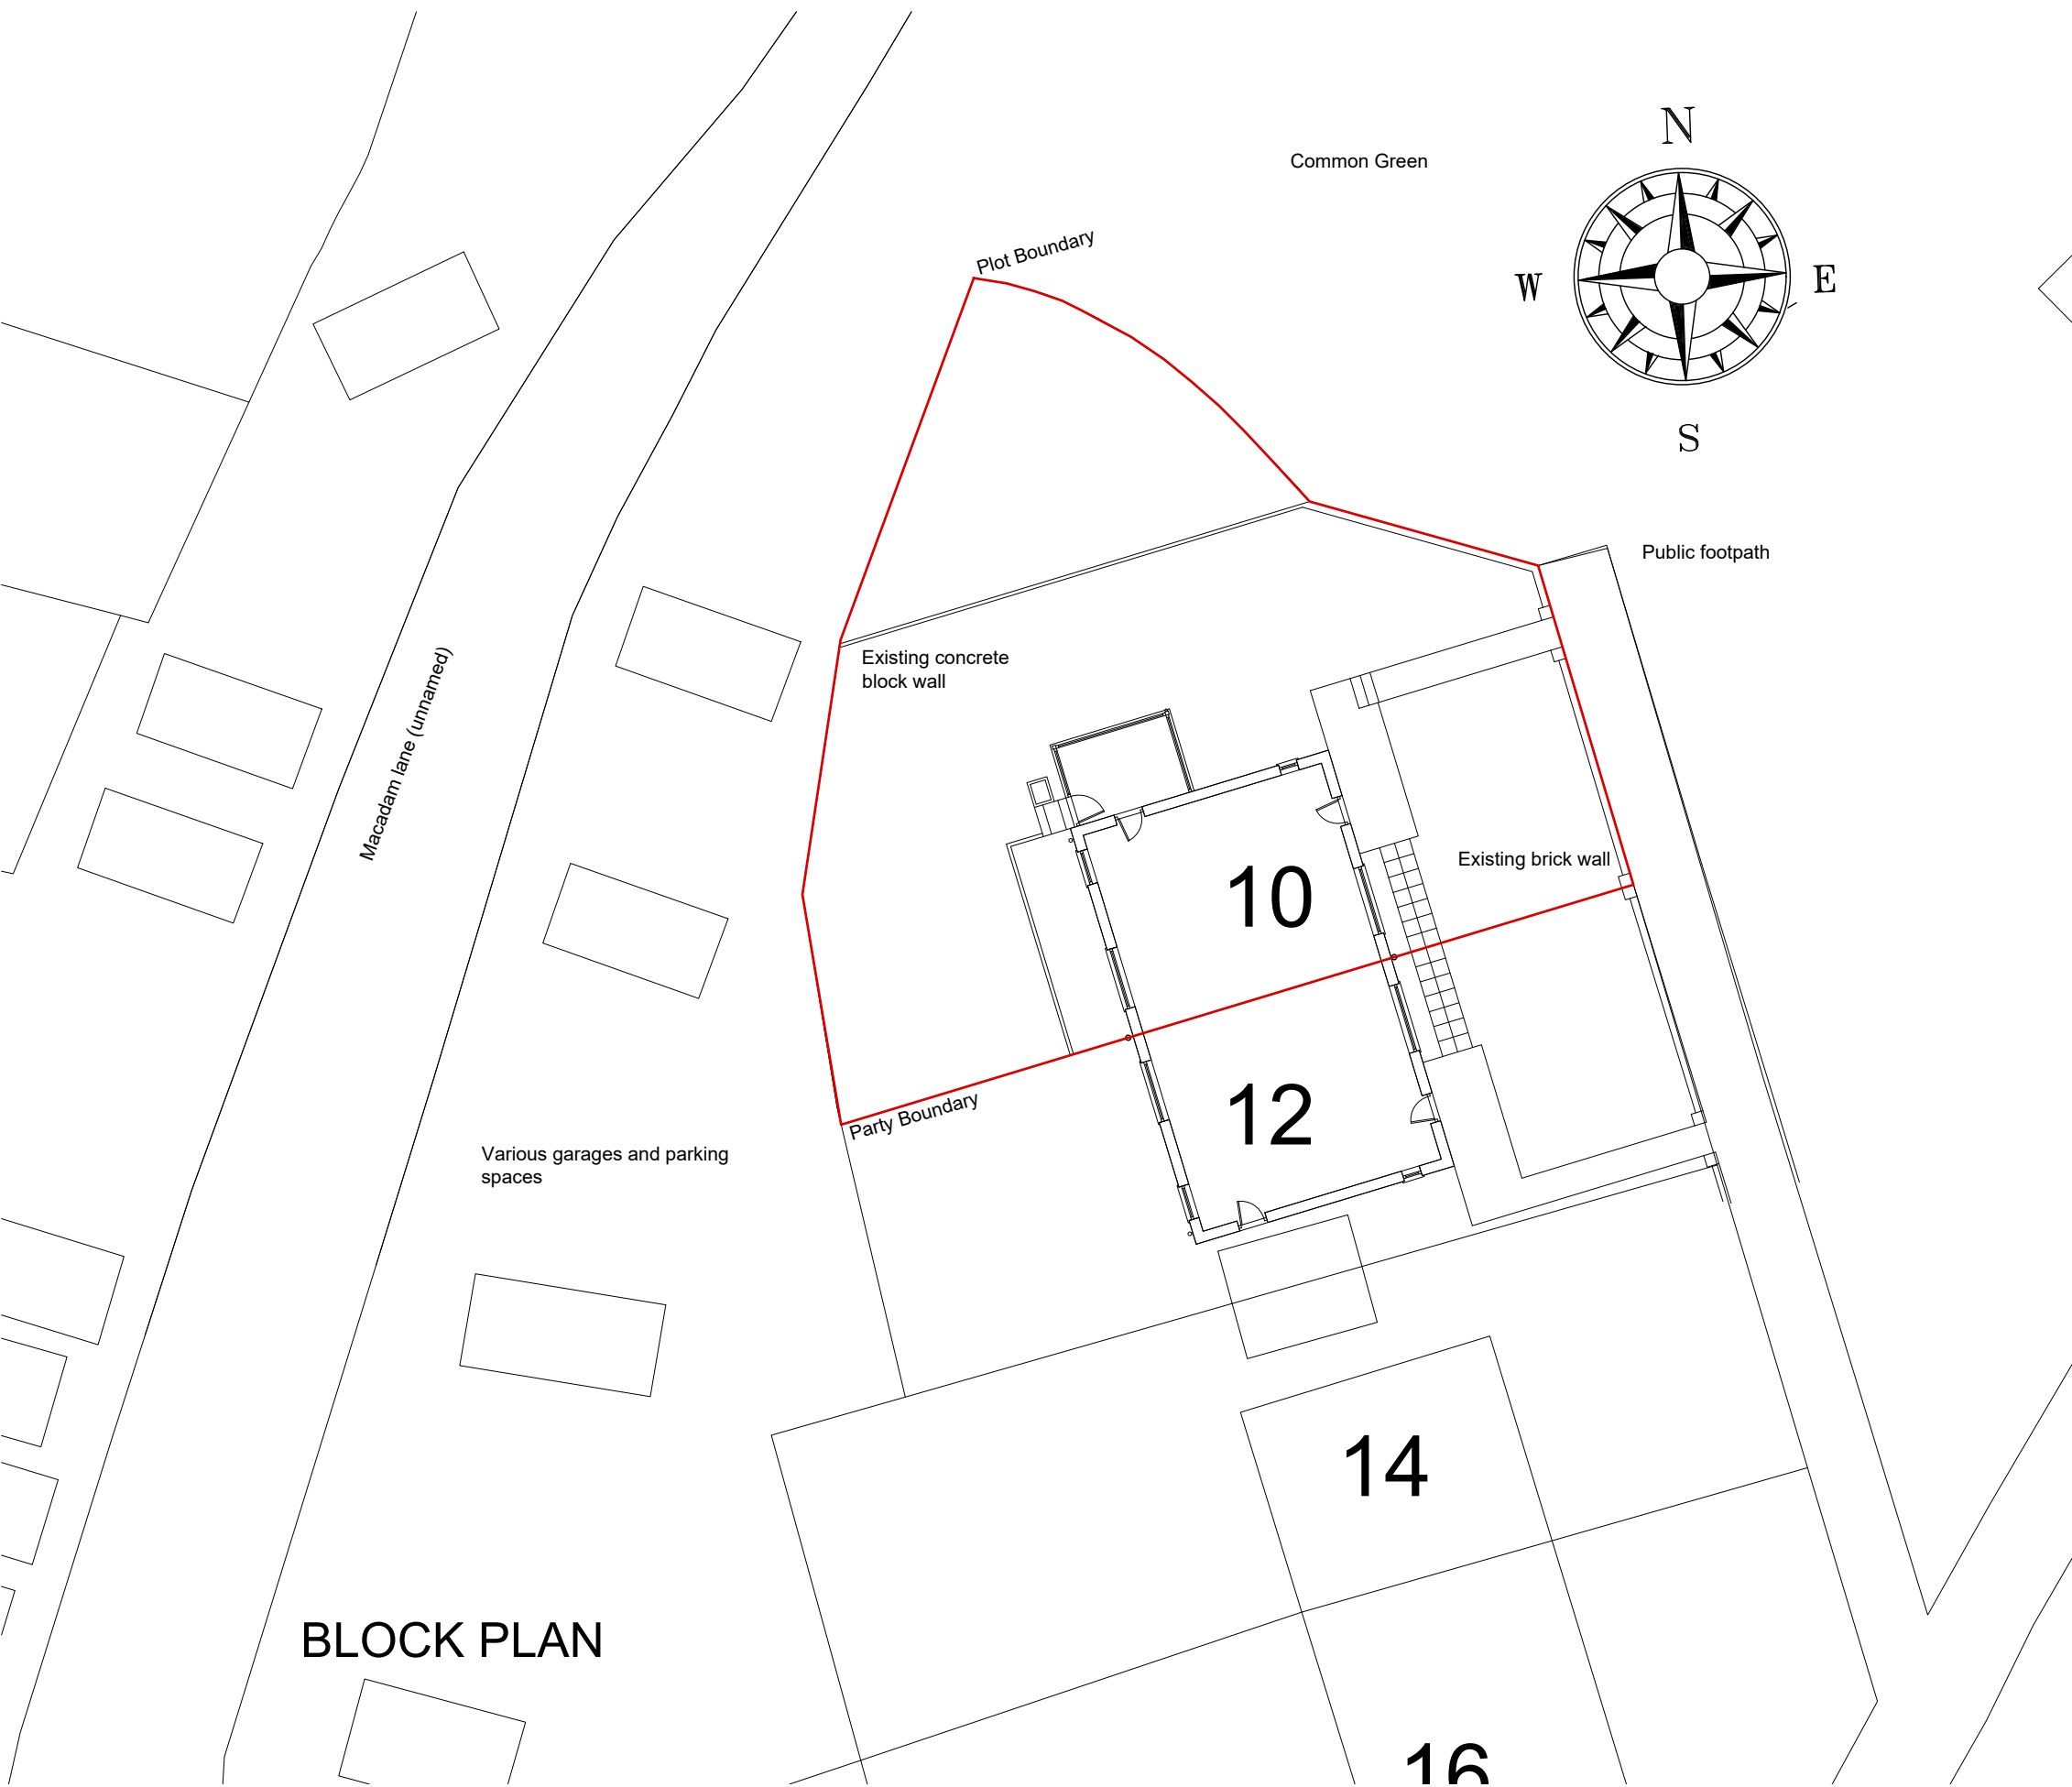 N
Common Green
Plot Boundary
W
E
S
Public footpath
Existing concrete
block wall
Macadam lane (unnamed)
Existing brick wall
10
12
Party Boundary
Various garages and parking
spaces
14
BLOCK PLAN
16